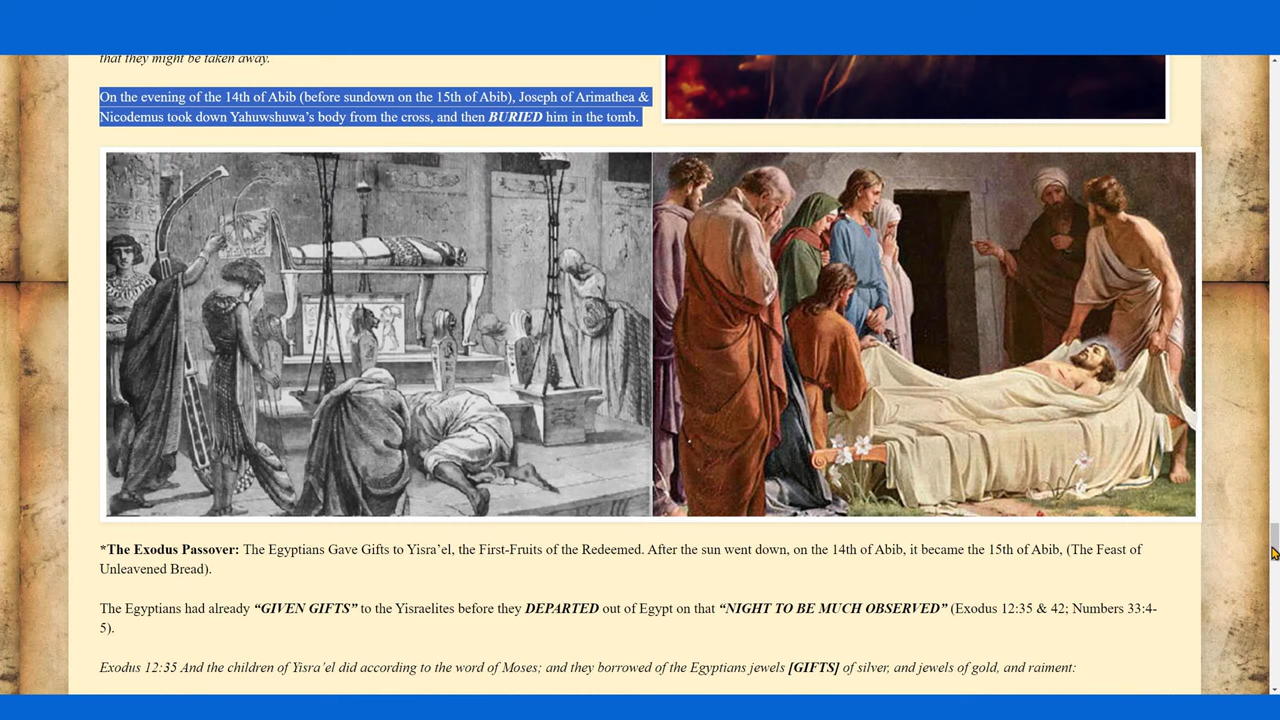 that they might be taken away.
On the evening of the 14th of Abib (before sundown on the 15th of Abib), Joseph of Arimathea &
Nicodemus took down Yahuwshuwa’s body from the cross, and then BURIED him in the tomb.
*The Exodus Passover: The Egyptians Gave Gifts to Yisra’el, the First-Fruits of the Redeemed. After the sun went down, on the 14th of Abib, it became the 15th of Abib, (The Feast of
Unleavened Bread).
The Egyptians had already “GIVEN GIFTS” to the Yisraelites before they DEPARTED out of Egypt on that “NIGHT TO BE MUCH OBSERVED” (Exodus 12:35 & 42; Numbers 33:4-
5).
Exodus 12:35 And the children of Yisra’el did according to the word of Moses; and they borrowed of the Egyptians jewels [GIFTS] of silver, and jewels of gold, and raiment: